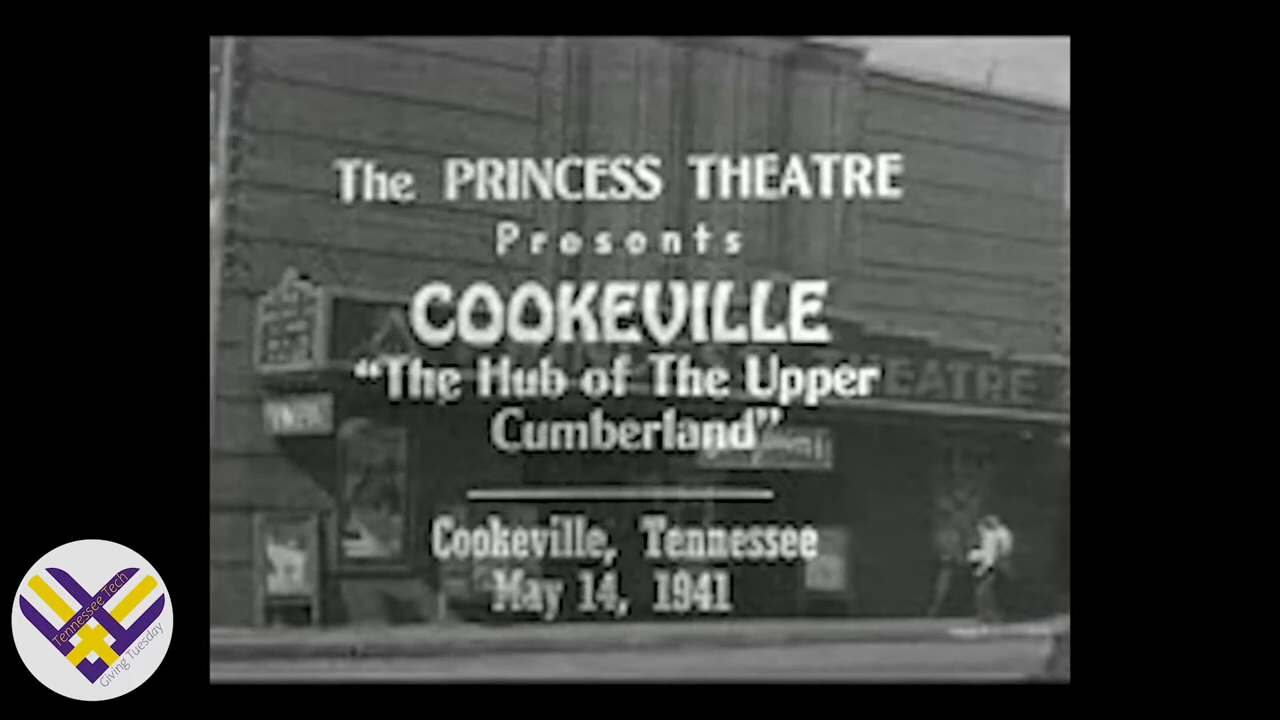 The PRINCESS THEATRE
Presents
COOKEVILLE
"The Hub of The Upper
THEATRE
Cumberland"
Cookeville, Tennessee
May 14, 1941
Tennessee Tech
Giving Tuesday